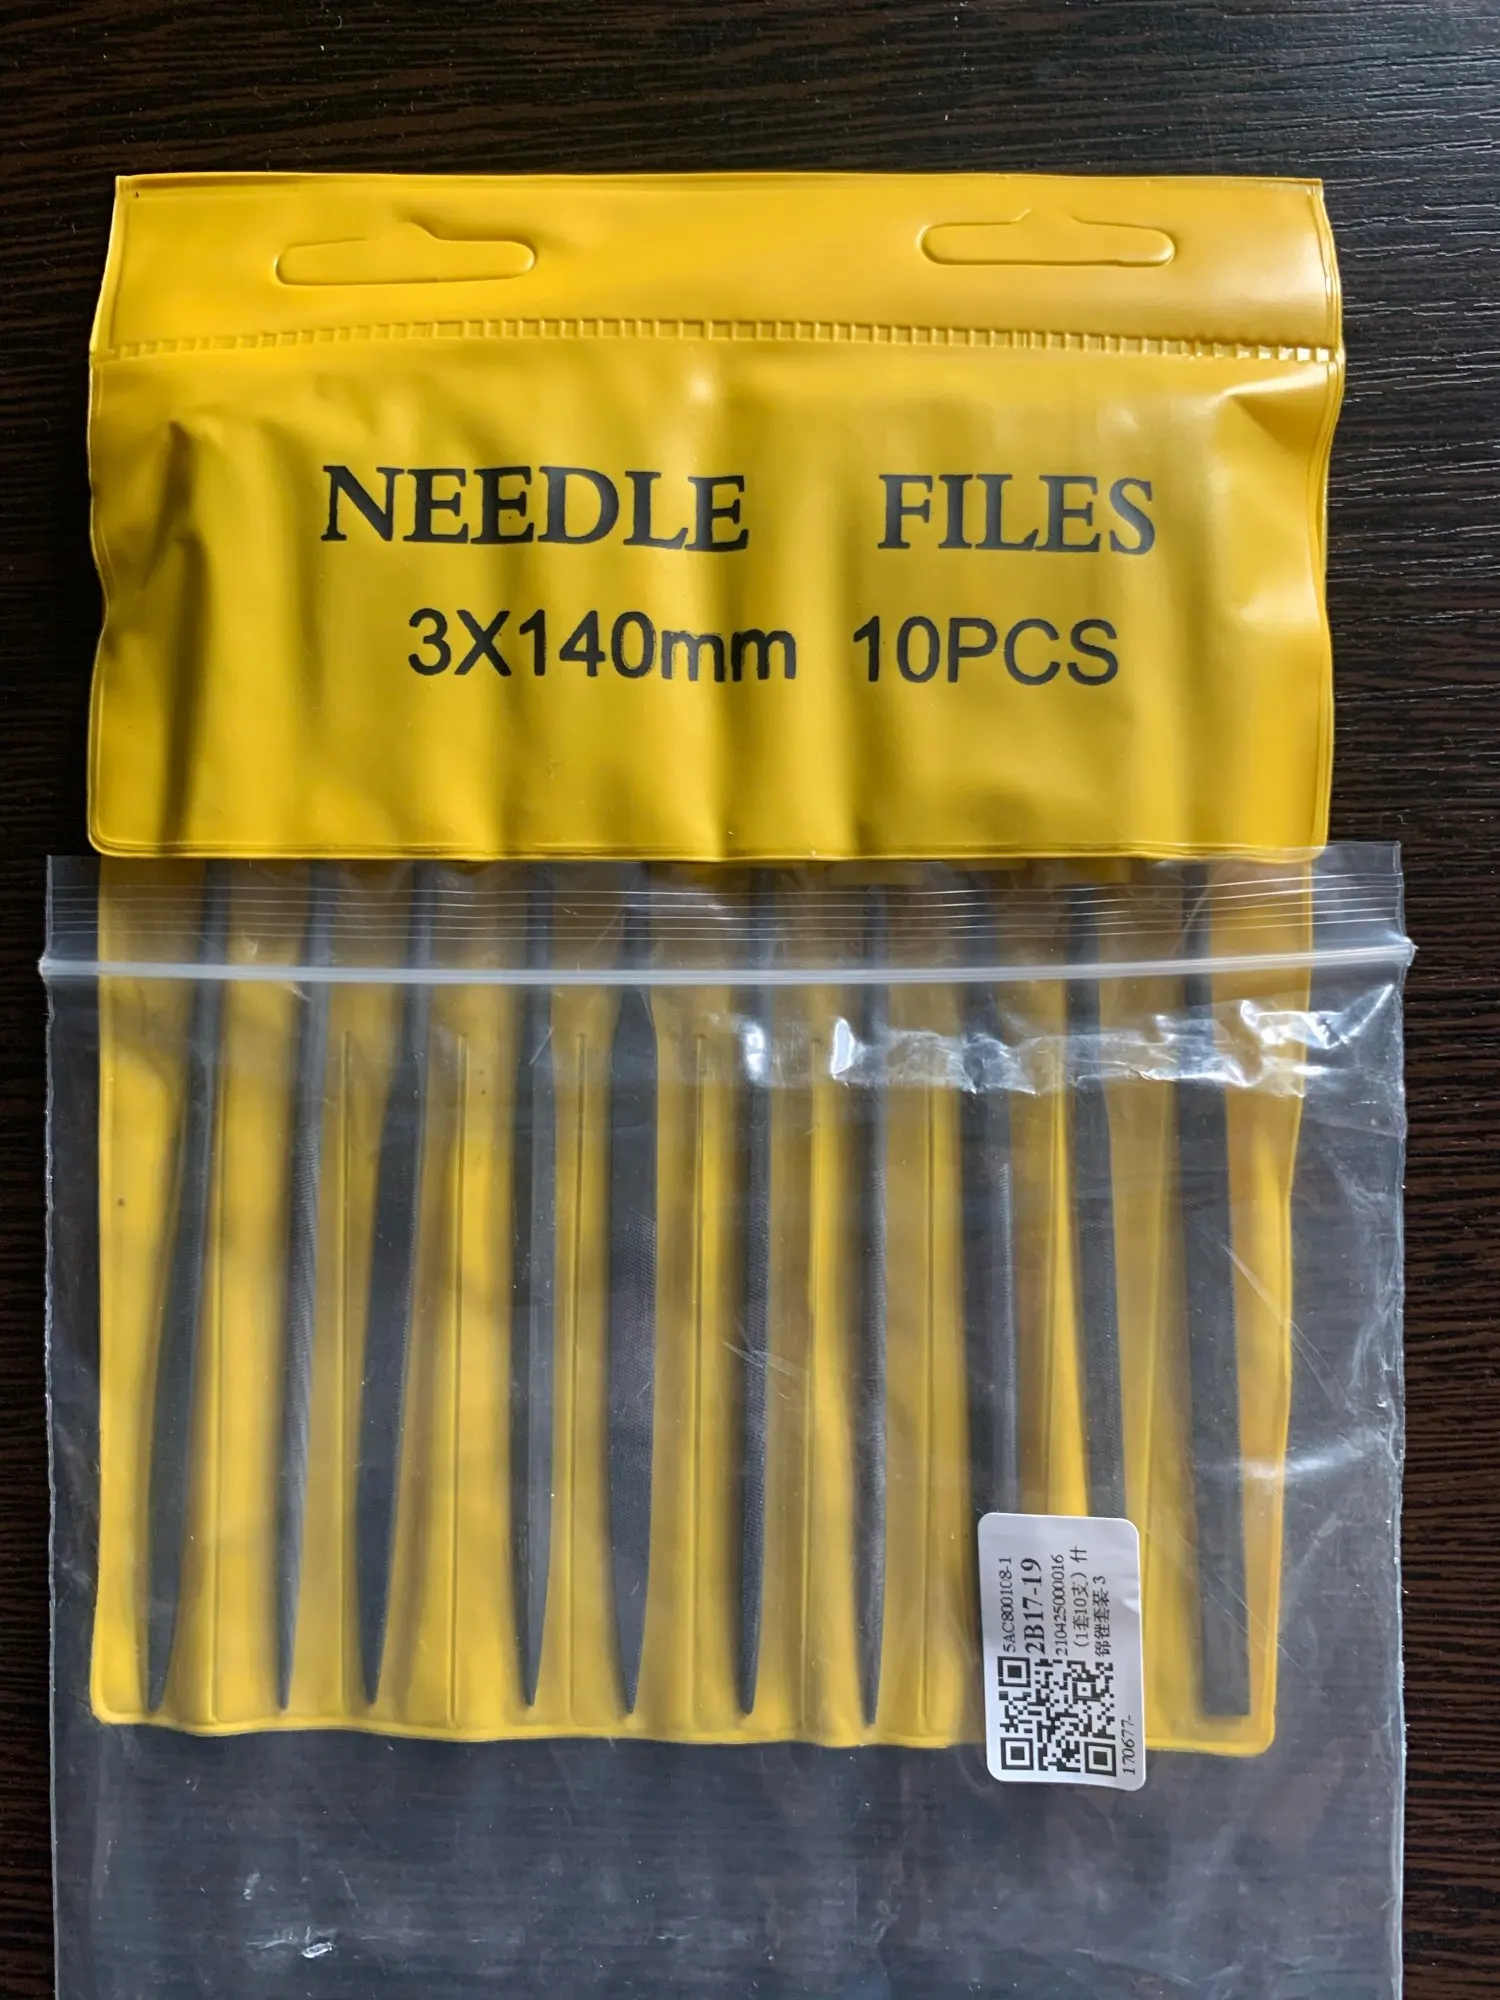 NEEDLE FILES
3X140mm 10PCS
5AC800108-1
2B17-19
210425000016
(1套10支) 什
锦锉套装-3
170677-